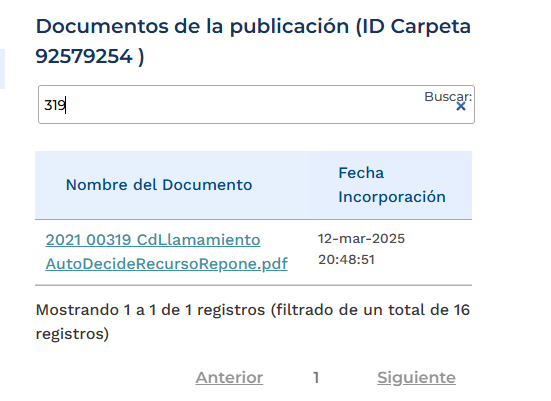 Documentos de la publicación (ID Carpeta
92579254 )
Buscar:
319
×
Nombre del Documento
Fecha
Incorporación
2021 00319 CdLlamamiento
AutoDecideRecursoRepone.pdf
12-mar-2025
20:48:51
Mostrando 1 a 1 de 1 registros (filtrado de un total de 16
registros)
Anterior 1 Siguiente